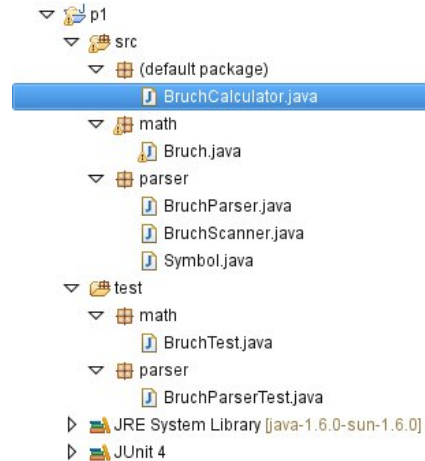 p1
src
(default package)
BruchCalculator.java
math
Bruch.java
parser
BruchParser.java
BruchScanner.java
Symbol.java
test
math
BruchTest.java
parser
BruchParserTest.java
JRE System Library [java-1.6.0-sun-1.6.0]
JUnit 4